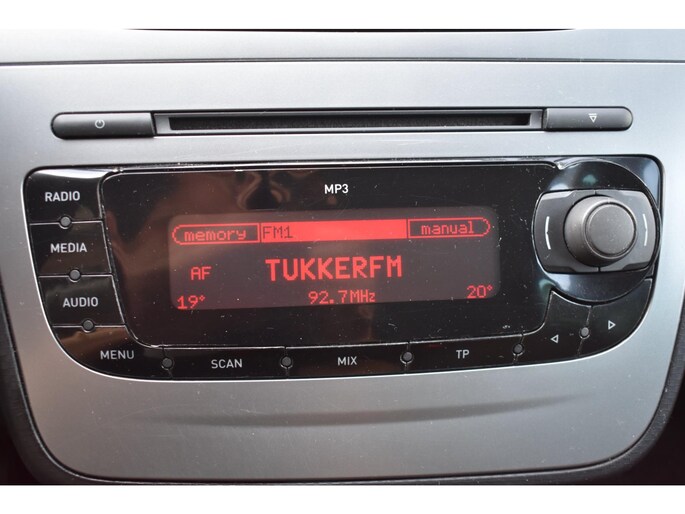 MP3
RADIO
MEDIA
AUDIO
memory FM1 manual
AF TUKKERFM
19° 92.7MHz 20°
MENU SCAN MIX TP